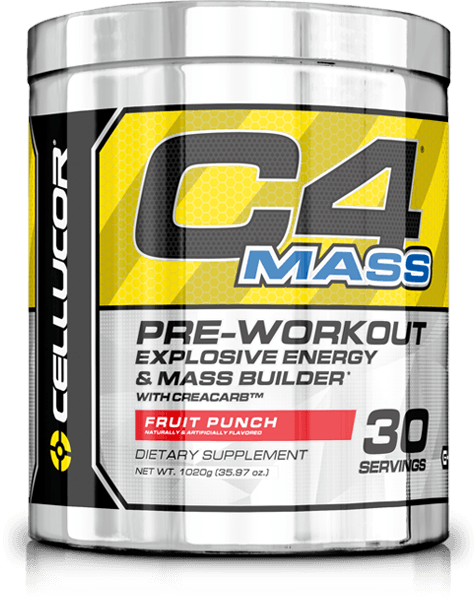 CELLUCOR®
C4®
MASS
PRE-WORKOUT
EXPLOSIVE ENERGY
& MASS BUILDER*
WITH CREACARB™
FRUIT PUNCH
NATURALLY & ARTIFICIALLY FLAVORED
DIETARY SUPPLEMENT
NET WT. 1020g (35.97 oz.)
30
SERVINGS